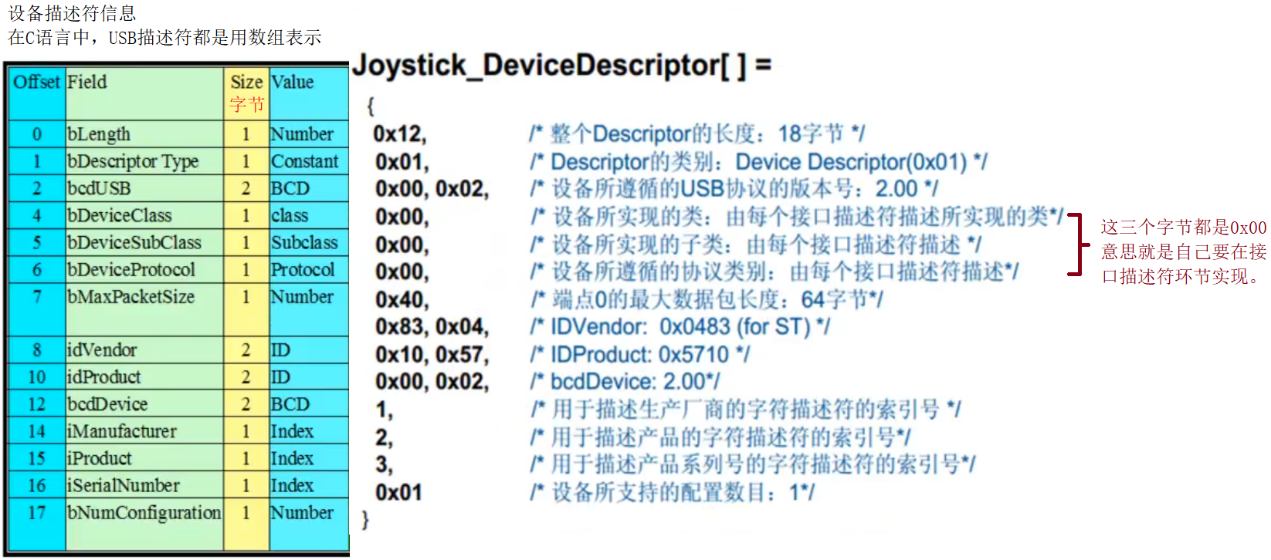 设备描述符信息
在C语言中，USB描述符都是用数组表示
Offset Field Size Value
字节
0 bLength 1 Number
1 bDescriptor Type 1 Constant
2 bcdUSB 2 BCD
4 bDeviceClass 1 class
5 bDeviceSubClass 1 Subclass
6 bDeviceProtocol 1 Protocol
7 bMaxPacketSize 1 Number
8 idVendor 2 ID
10 idProduct 2 ID
12 bcdDevice 2 BCD
14 iManufacturer 1 Index
15 iProduct 1 Index
16 iSerialNumber 1 Index
17 bNumConfiguration 1 Number
Joystick_DeviceDescriptor[ ] =
{
0x12, /* 整个Descriptor的长度：18字节 */
0x01, /* Descriptor的类别：Device Descriptor(0x01) */
0x00, 0x02, /* 设备所遵循的USB协议的版本号：2.00 */
0x00, /* 设备所实现的类：由每个接口描述符描述所实现的类*/
0x00, /* 设备所实现的子类：由每个接口描述符描述 */
0x00, /* 设备所遵循的协议类别：由每个接口描述符描述*/
0x40, /* 端点0的最大数据包长度：64字节*/
0x83, 0x04, /* IDVendor: 0x0483 (for ST) */
0x10, 0x57, /* IDProduct: 0x5710 */
0x00, 0x02, /* bcdDevice: 2.00*/
1, /* 用于描述生产厂商的字符描述符的索引号 */
2, /* 用于描述产品的字符描述符的索引号*/
3, /* 用于描述产品系列号的字符描述符的索引号*/
0x01 /* 设备所支持的配置数目：1*/
}
这三个字节都是0x00
意思就是自己要在接
口描述符环节实现。